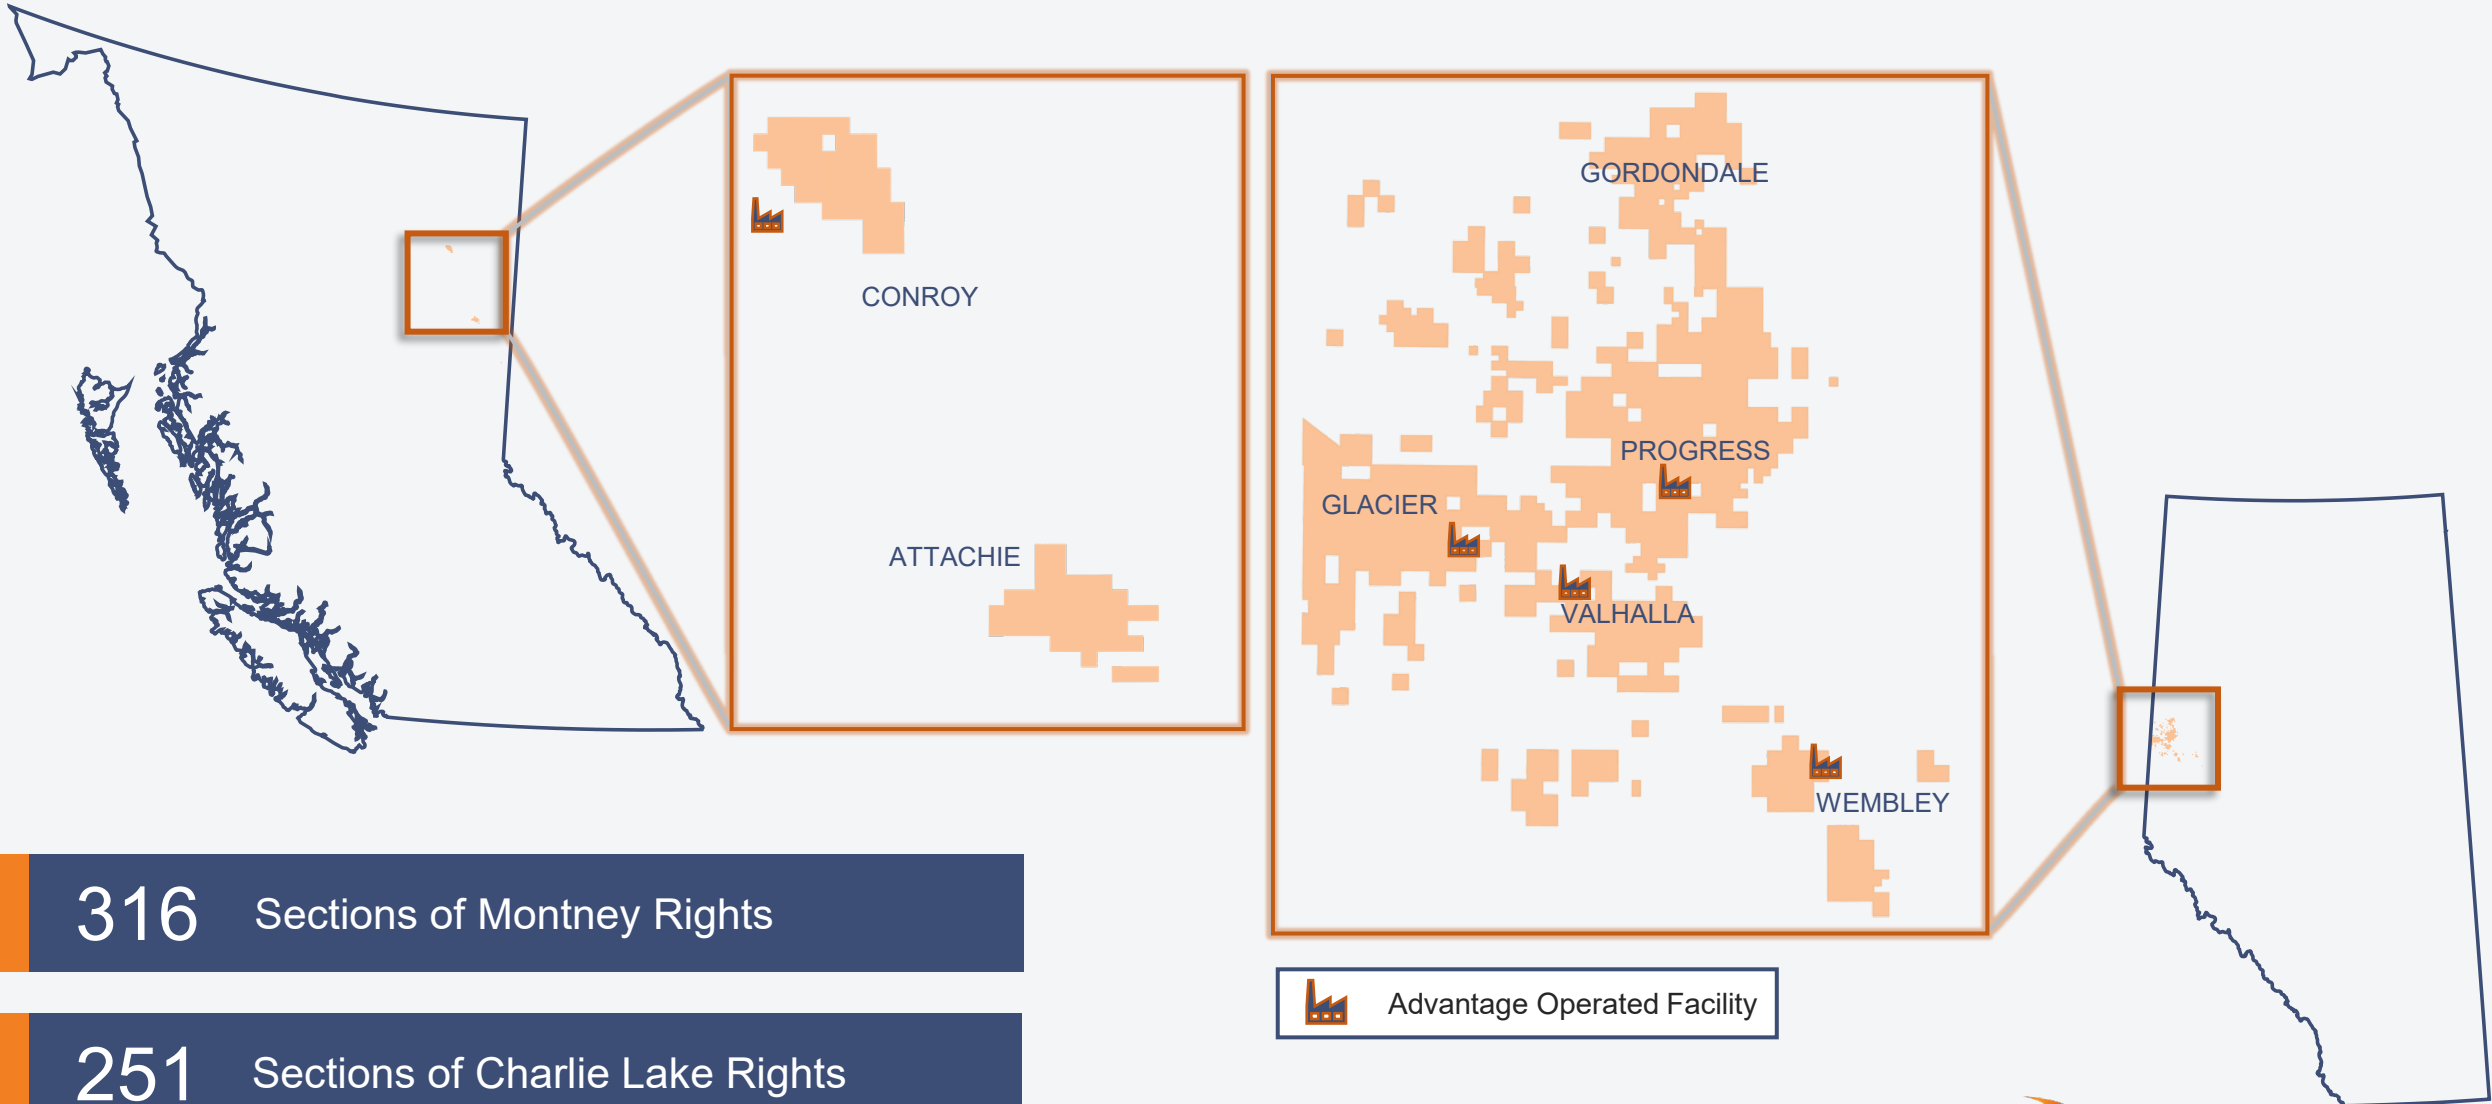 CONROY
ATTACHIE
GORDONDALE
PROGRESS
GLACIER
VALHALLA
WEMBLEY
316 Sections of Montney Rights
251 Sections of Charlie Lake Rights
Advantage Operated Facility